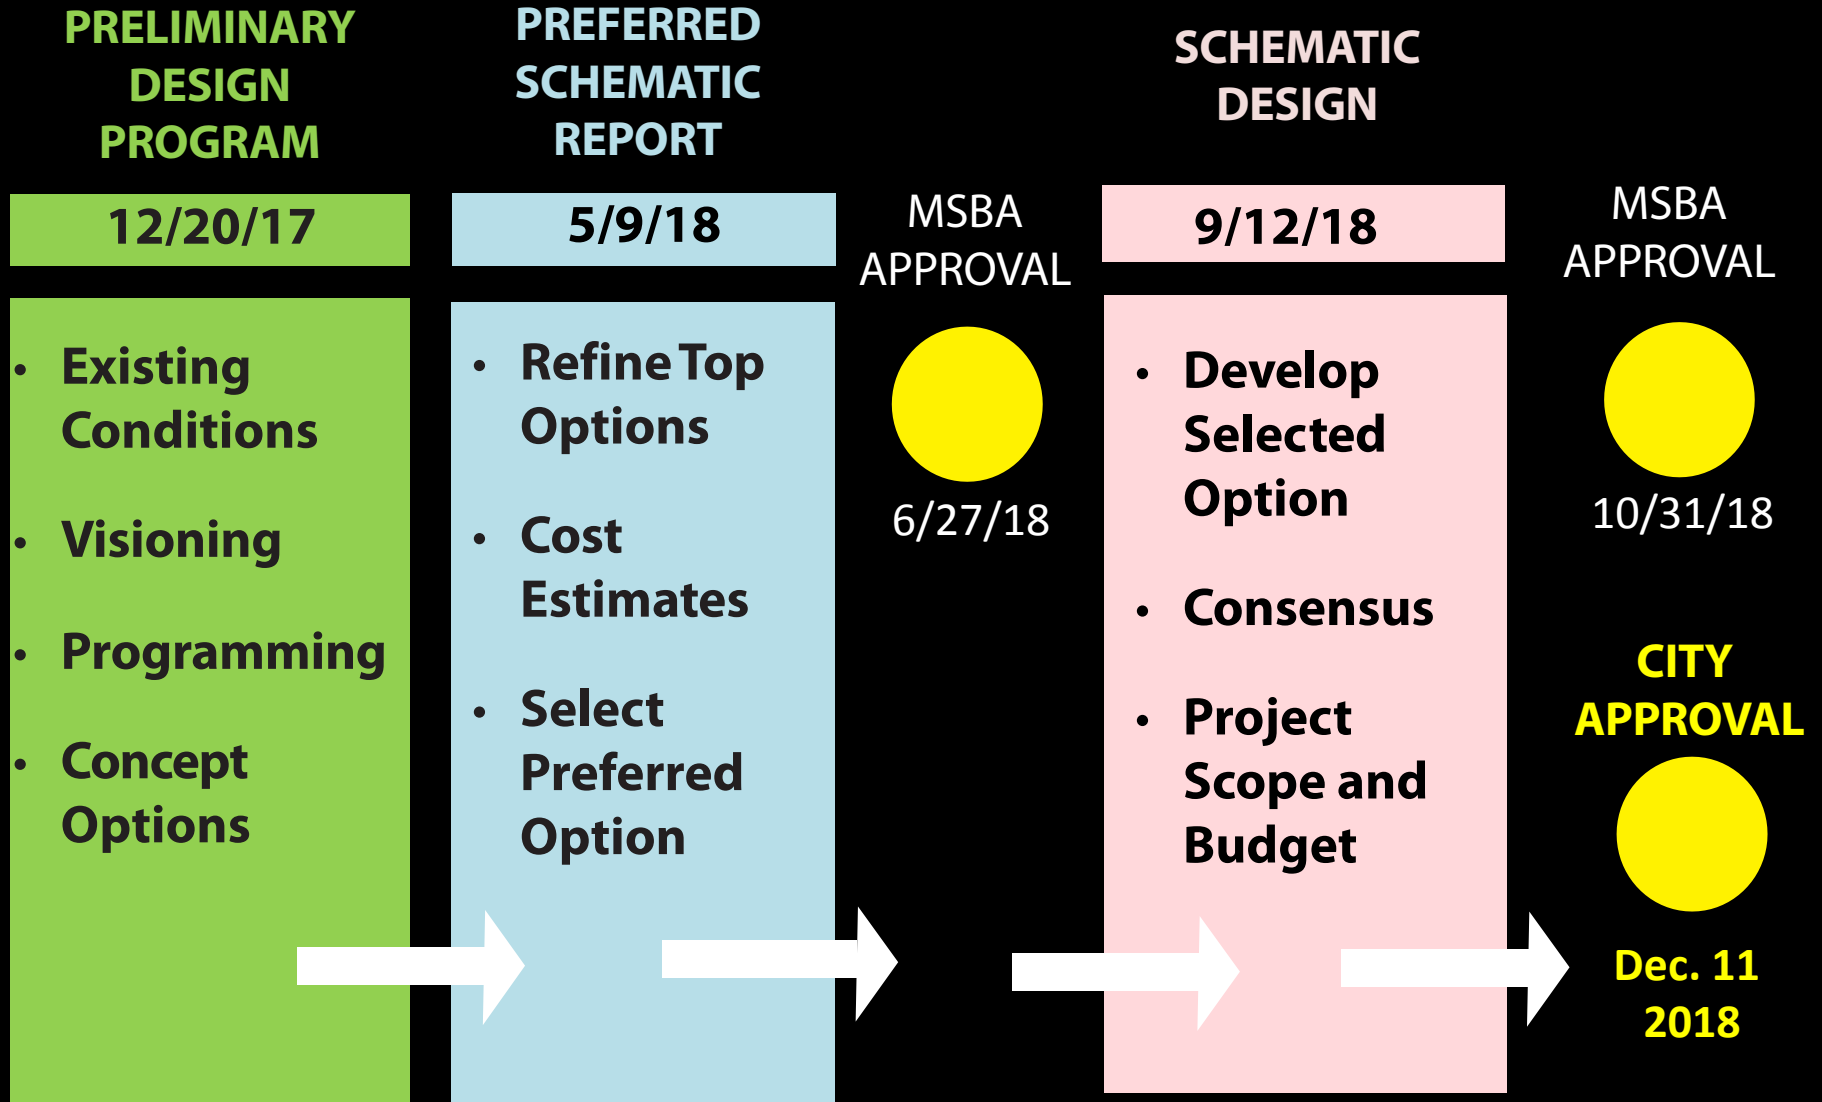 PRELIMINARY
DESIGN
PROGRAM
12/20/17
• Existing
Conditions
• Visioning
• Programming
• Concept
Options
PREFERRED
SCHEMATIC
REPORT
5/9/18
• Refine Top
Options
• Cost
Estimates
• Select
Preferred
Option
MSBA
APPROVAL
6/27/18
SCHEMATIC
DESIGN
9/12/18
• Develop
Selected
Option
• Consensus
• Project
Scope and
Budget
MSBA
APPROVAL
10/31/18
CITY
APPROVAL
Dec. 11
2018